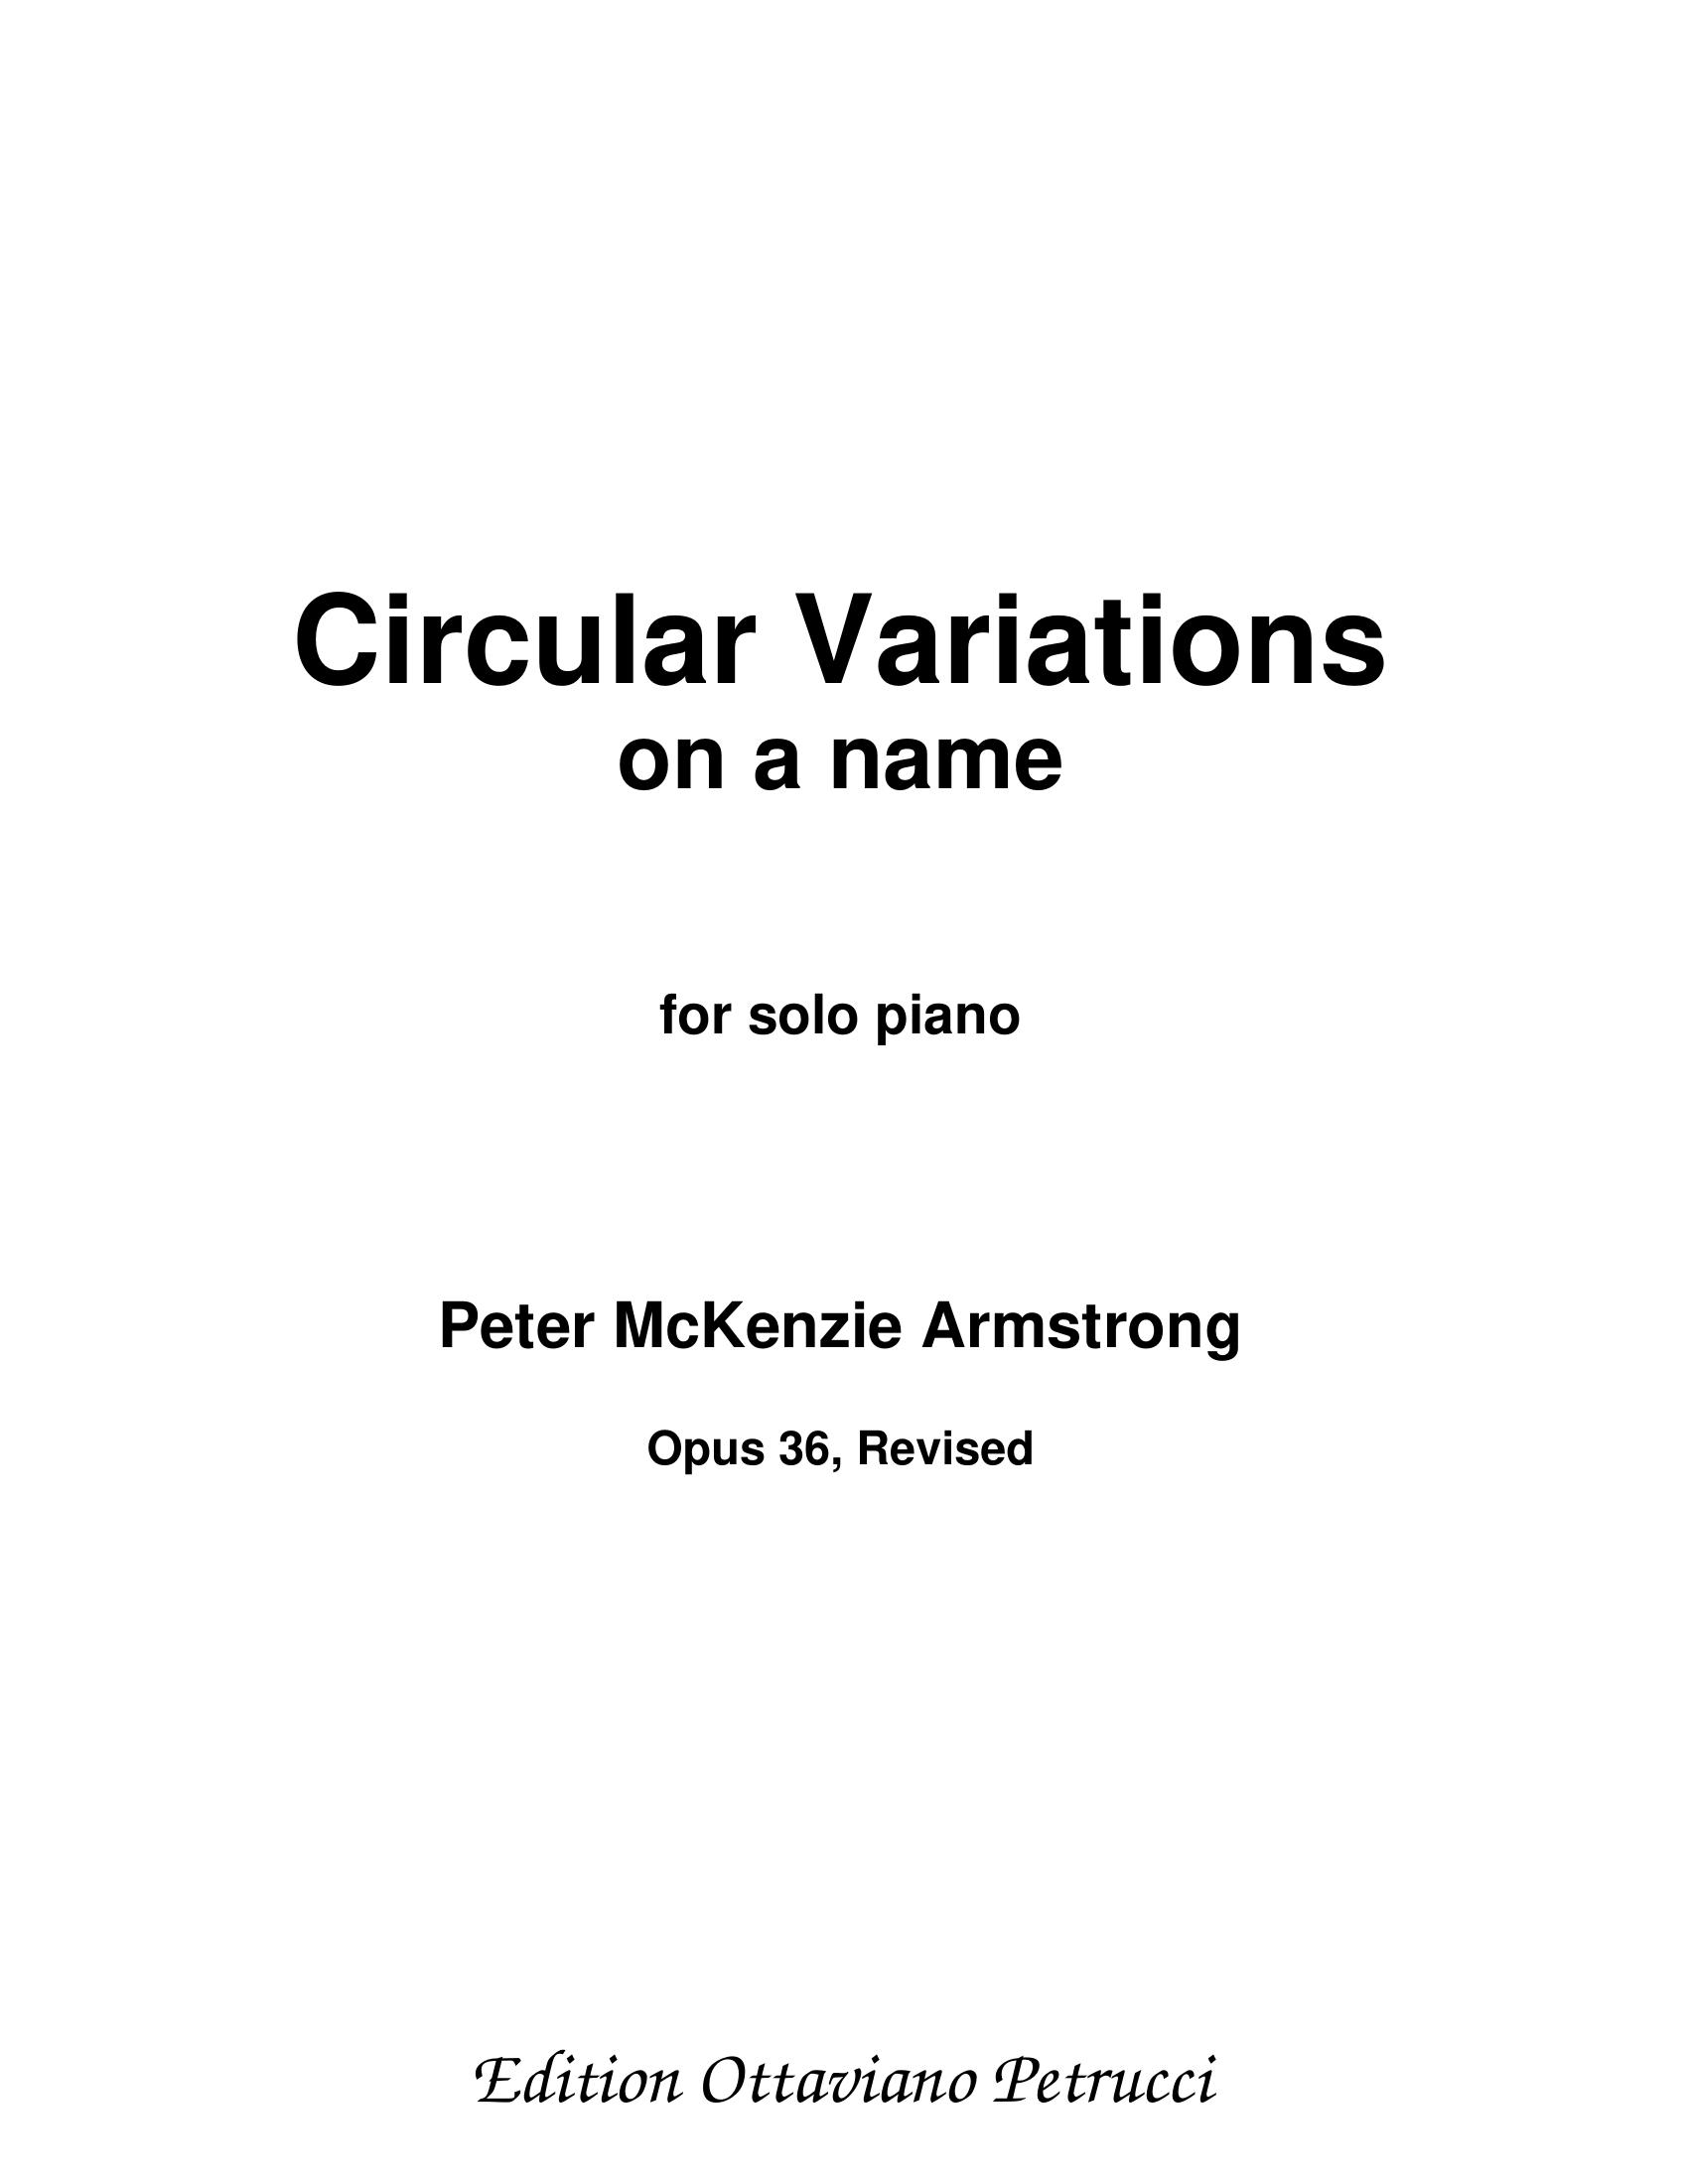 Circular Variations
on a name
for solo piano
Peter McKenzie Armstrong
Opus 36, Revised
Edition Ottaviano Petrucci